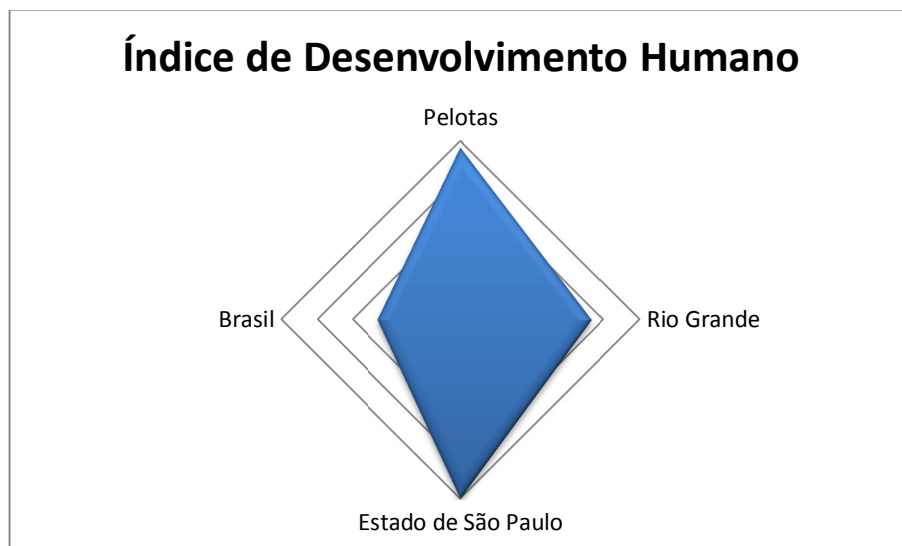 Índice de Desenvolvimento Humano
Pelotas
Brasil
Rio Grande
Estado de São Paulo